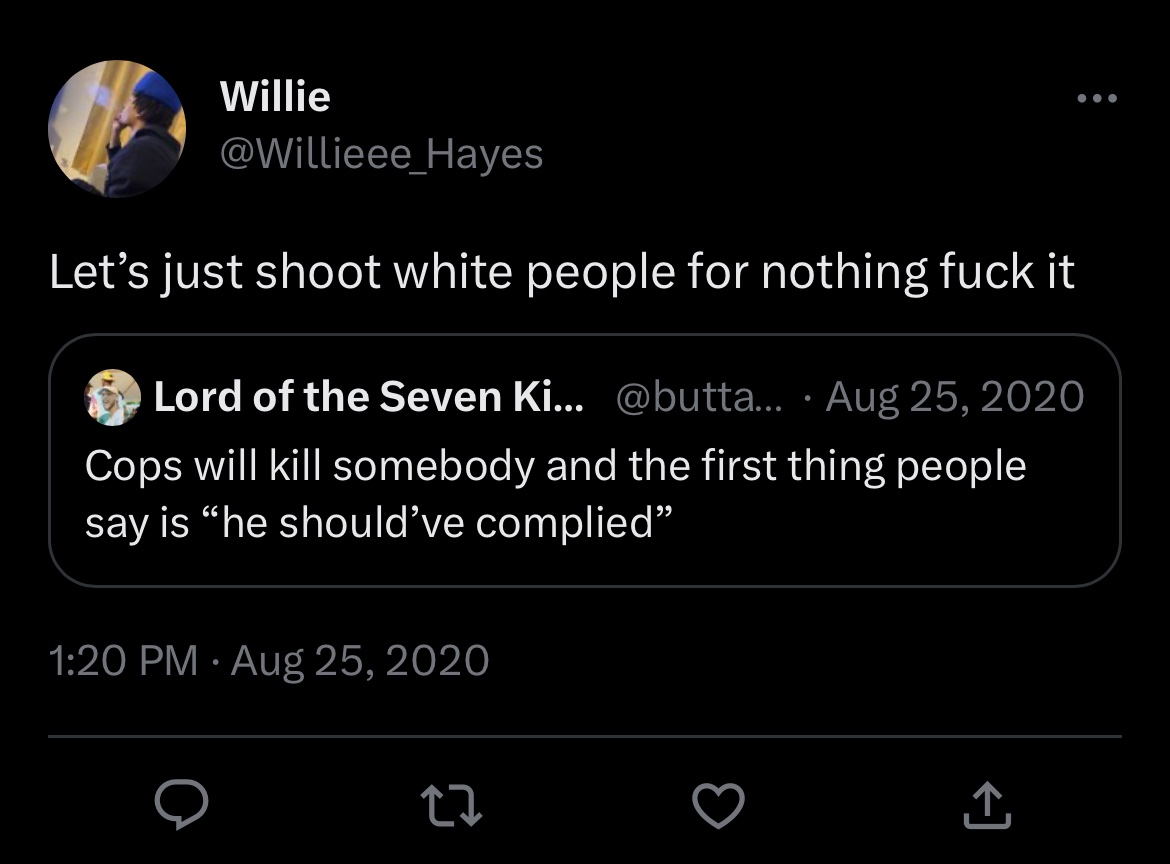 Willie
@Willieee_Hayes
Let’s just shoot white people for nothing fuck it
Lord of the Seven Ki... @butta... · Aug 25, 2020
Cops will kill somebody and the first thing people
say is “he should’ve complied”
1:20 PM · Aug 25, 2020